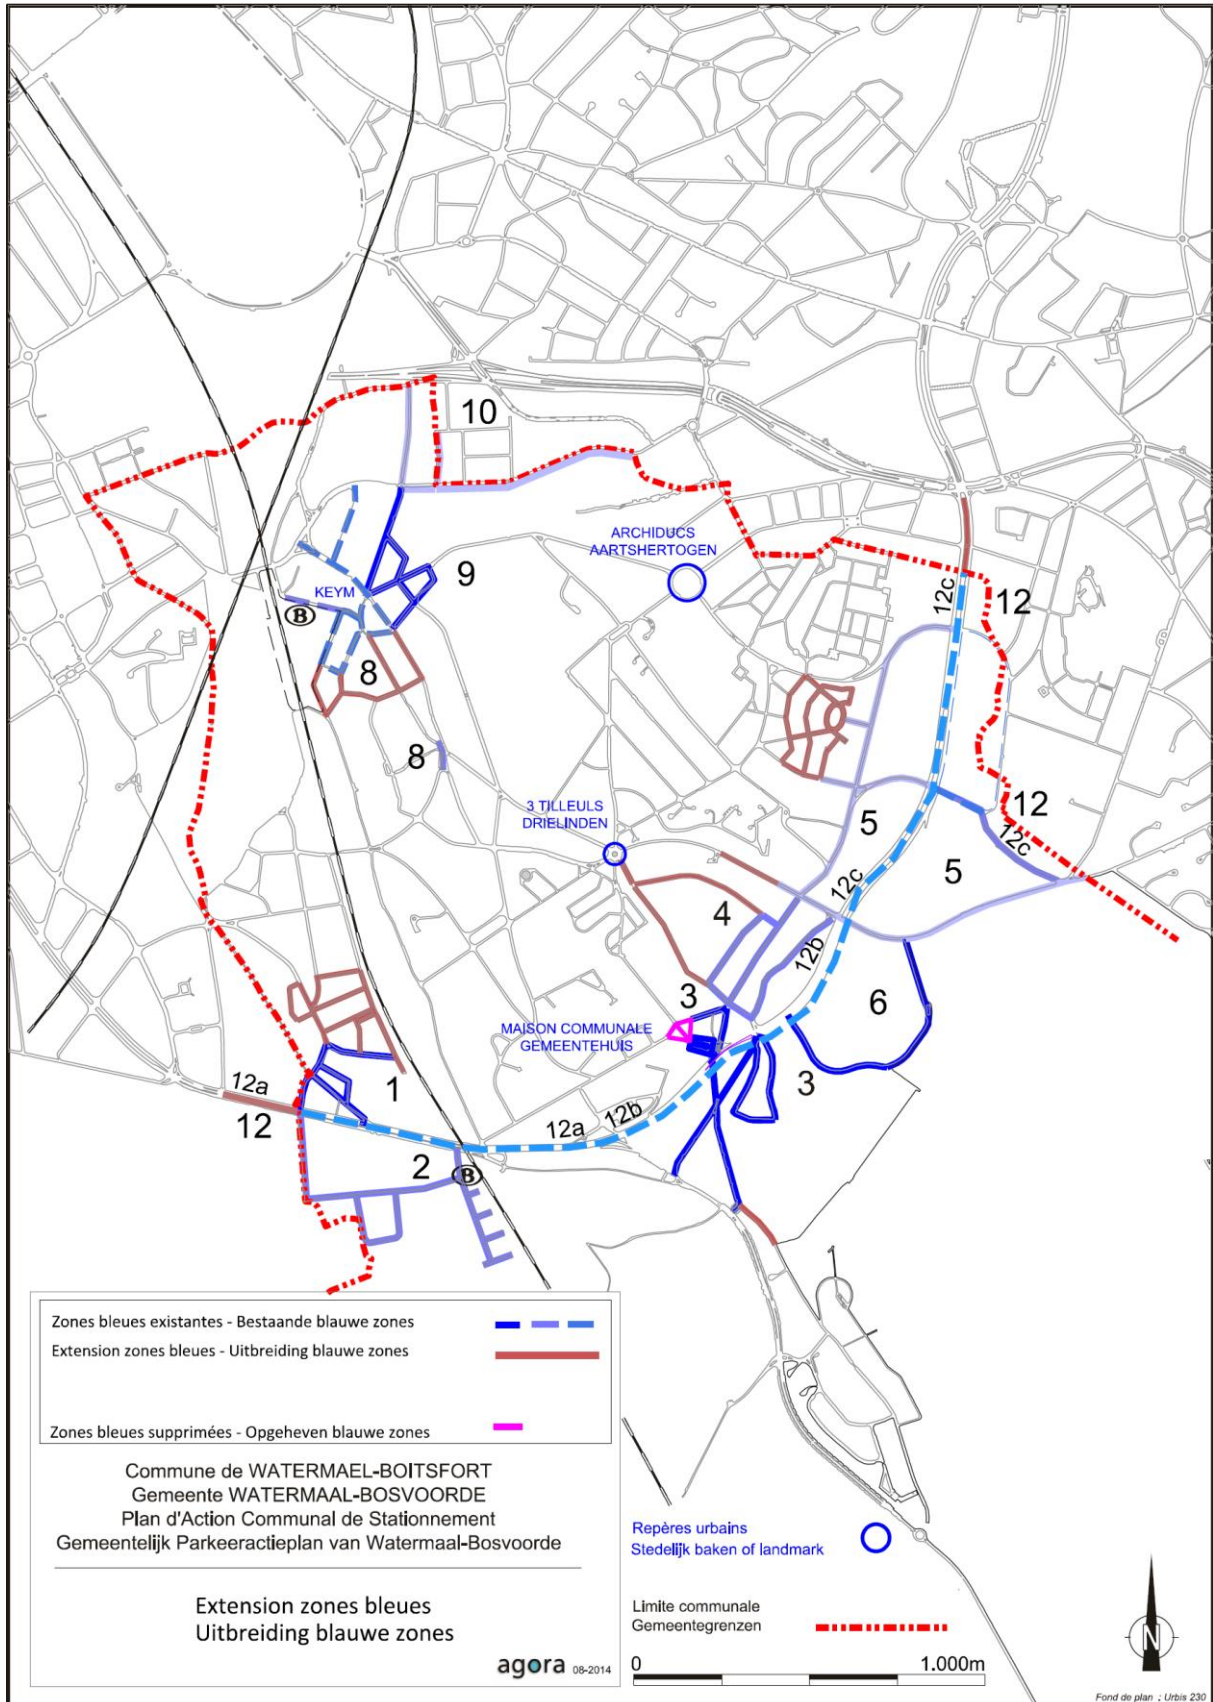 10
ARCHIDUCS
AARTSHERTOGEN
9
KEYM
B
12c
12
8
8
3 TILLEULS
DRIELINDEN
12
5
12c
12c
5
4
12b
6
3
MAISON COMMUNALE
GEMEENTEHUIS
1
3
12a
12
12a
12b
2
B
Zones bleues existantes - Bestaande blauwe zones
Extension zones bleues - Uitbreiding blauwe zones
Zones bleues supprimées - Opgeheven blauwe zones
Commune de WATERMAEL-BOITSFORT
Gemeente WATERMAAL-BOSVOORDE
Plan d'Action Communal de Stationnement
Gemeentelijk Parkeeractieplan van Watermaal-Bosvoorde
Extension zones bleues
Uitbreiding blauwe zones
agora 08-2014
Repères urbains
Stedelijk baken of landmark
Limite communale
Gemeentegrenzen
0 1.000m
N
Fond de plan : Urbis 230